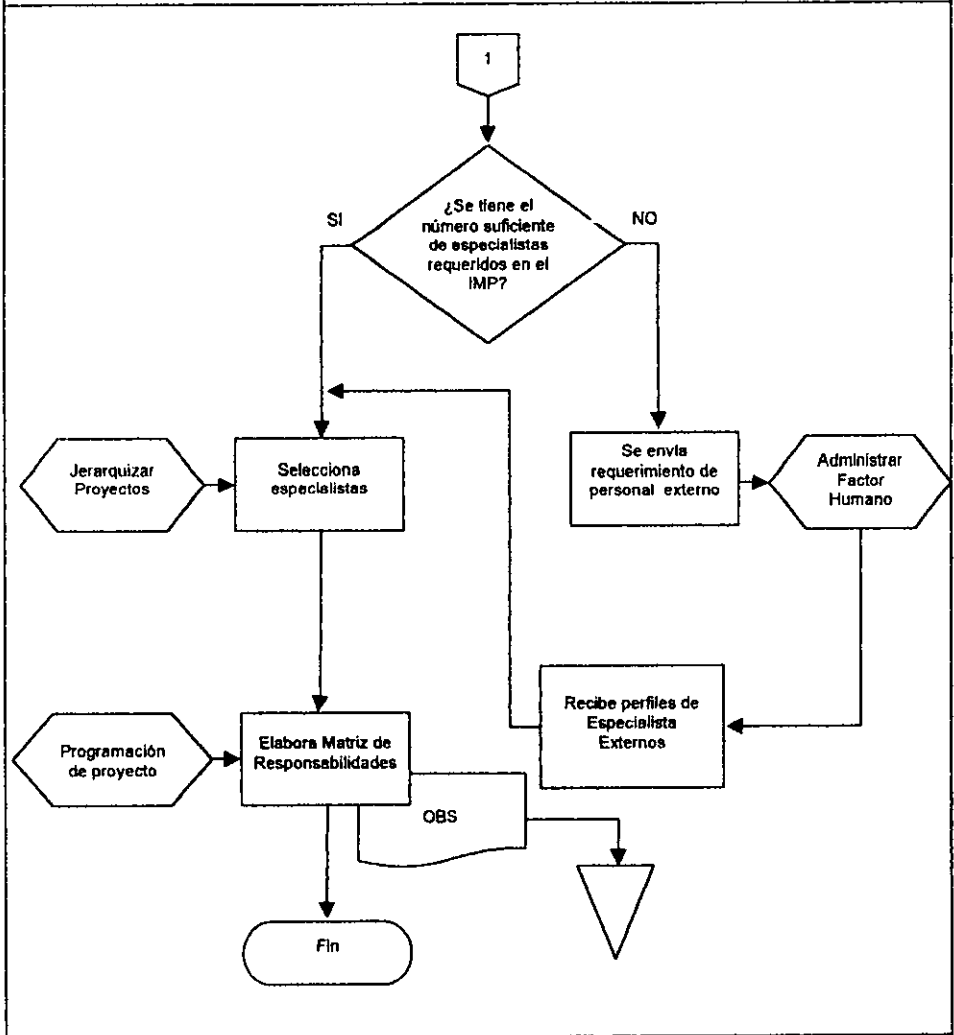 1
¿Se tiene el
número suficiente
de especialistas
requeridos en el
IMP?
SI
NO
Jerarquizar
Proyectos
Selecciona
especialistas
Se envía
requerimiento de
personal externo
Administrar
Factor
Humano
Recibe perfiles de
Especialista
Externos
Programación
de proyecto
Elabora Matriz de
Responsabilidades
OBS
Fin